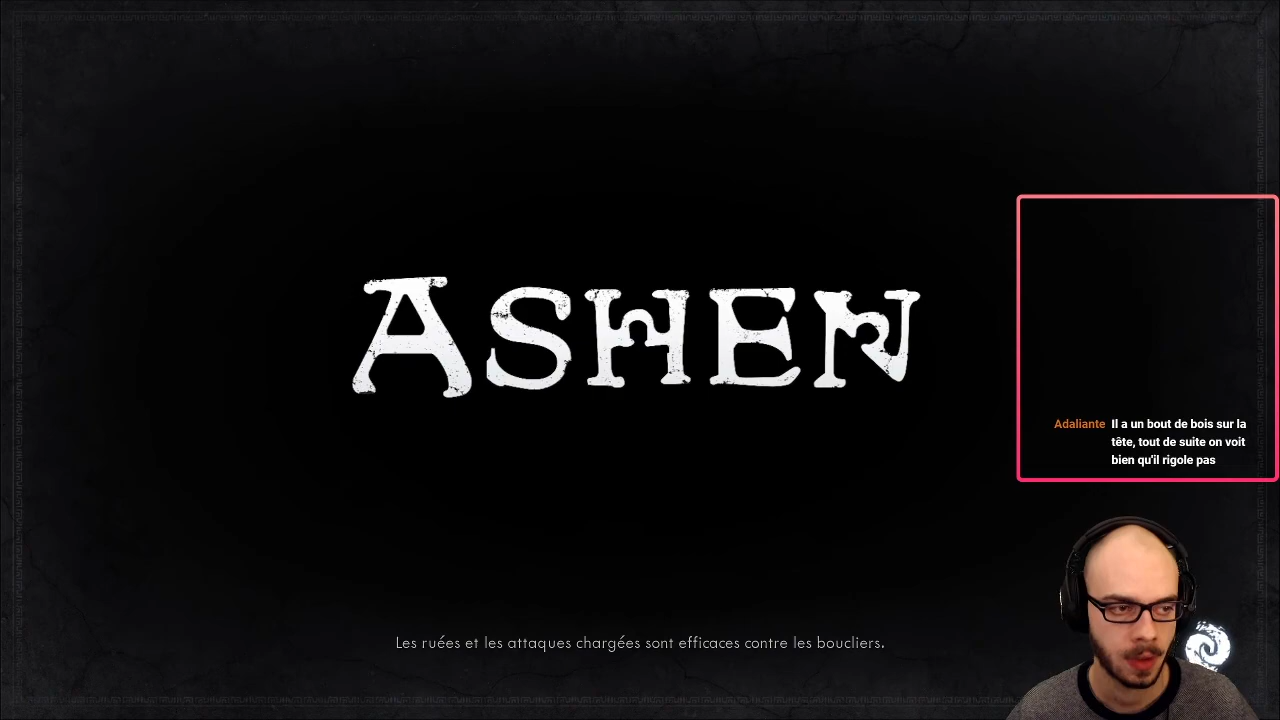 ASHEN
Adaliante Il a un bout de bois sur la
tête, tout de suite on voit
bien qu'il rigole pas
Les ruées et les attaques chargées sont efficaces contre les boucliers.